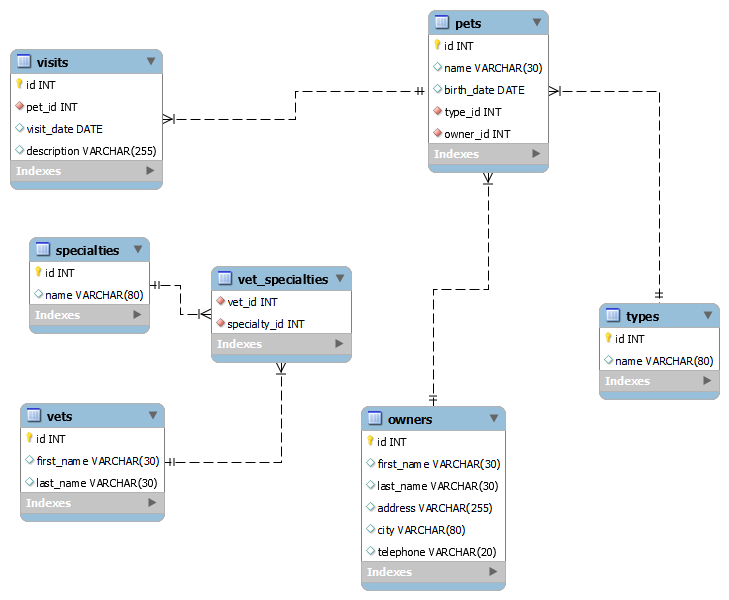 pets
id INT
name VARCHAR(30)
birth_date DATE
type_id INT
owner_id INT
Indexes
visits
id INT
pet_id INT
visit_date DATE
description VARCHAR(255)
Indexes
specialties
id INT
name VARCHAR(80)
Indexes
vet_specialties
vet_id INT
specialty_id INT
Indexes
types
id INT
name VARCHAR(80)
Indexes
vets
id INT
first_name VARCHAR(30)
last_name VARCHAR(30)
Indexes
owners
id INT
first_name VARCHAR(30)
last_name VARCHAR(30)
address VARCHAR(255)
city VARCHAR(80)
telephone VARCHAR(20)
Indexes